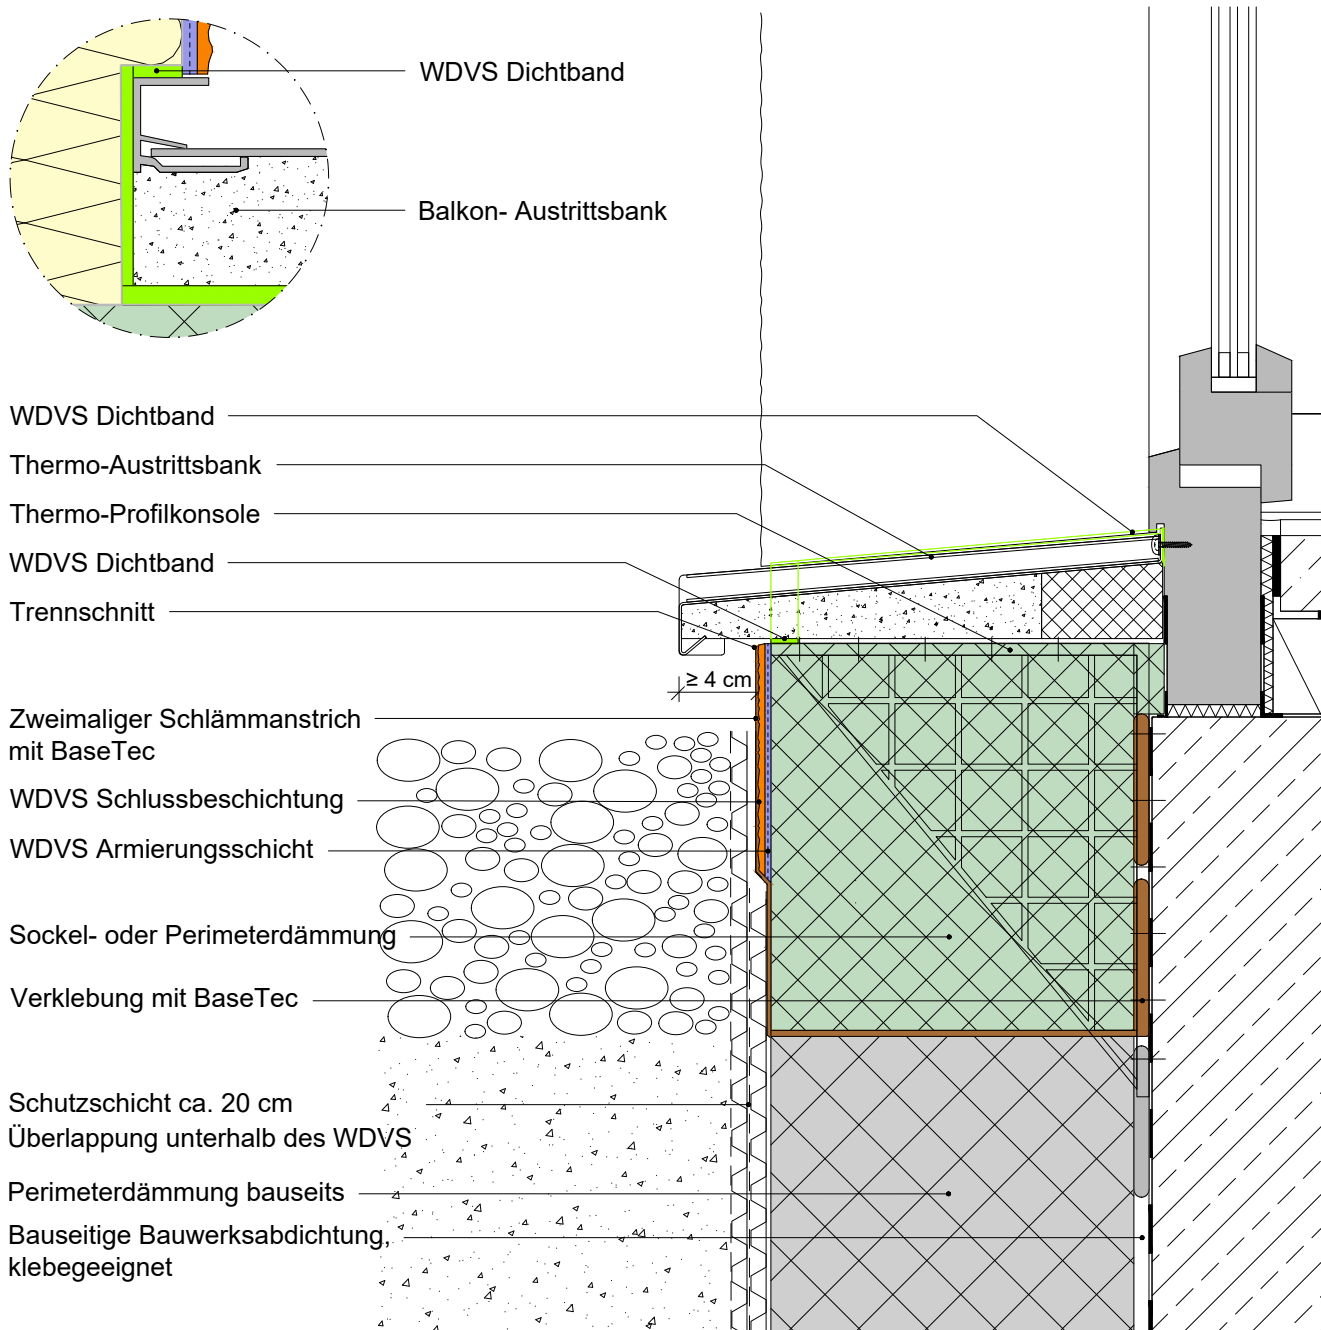 WDVS Dichtband
Balkon- Austrittsbank
WDVS Dichtband
Thermo-Austrittsbank
Thermo-Profilkonsole
WDVS Dichtband
Trennschnitt
≥ 4 cm
Zweimaliger Schlämmanstrich
mit BaseTec
WDVS Schlussbeschichtung
WDVS Armierungsschicht
Sockel- oder Perimeterdämmung
Verklebung mit BaseTec
Schutzschicht ca. 20 cm
Überlappung unterhalb des WDVS
Perimeterdämmung bauseits
Bauseitige Bauwerksabdichtung,
klebegeeignet